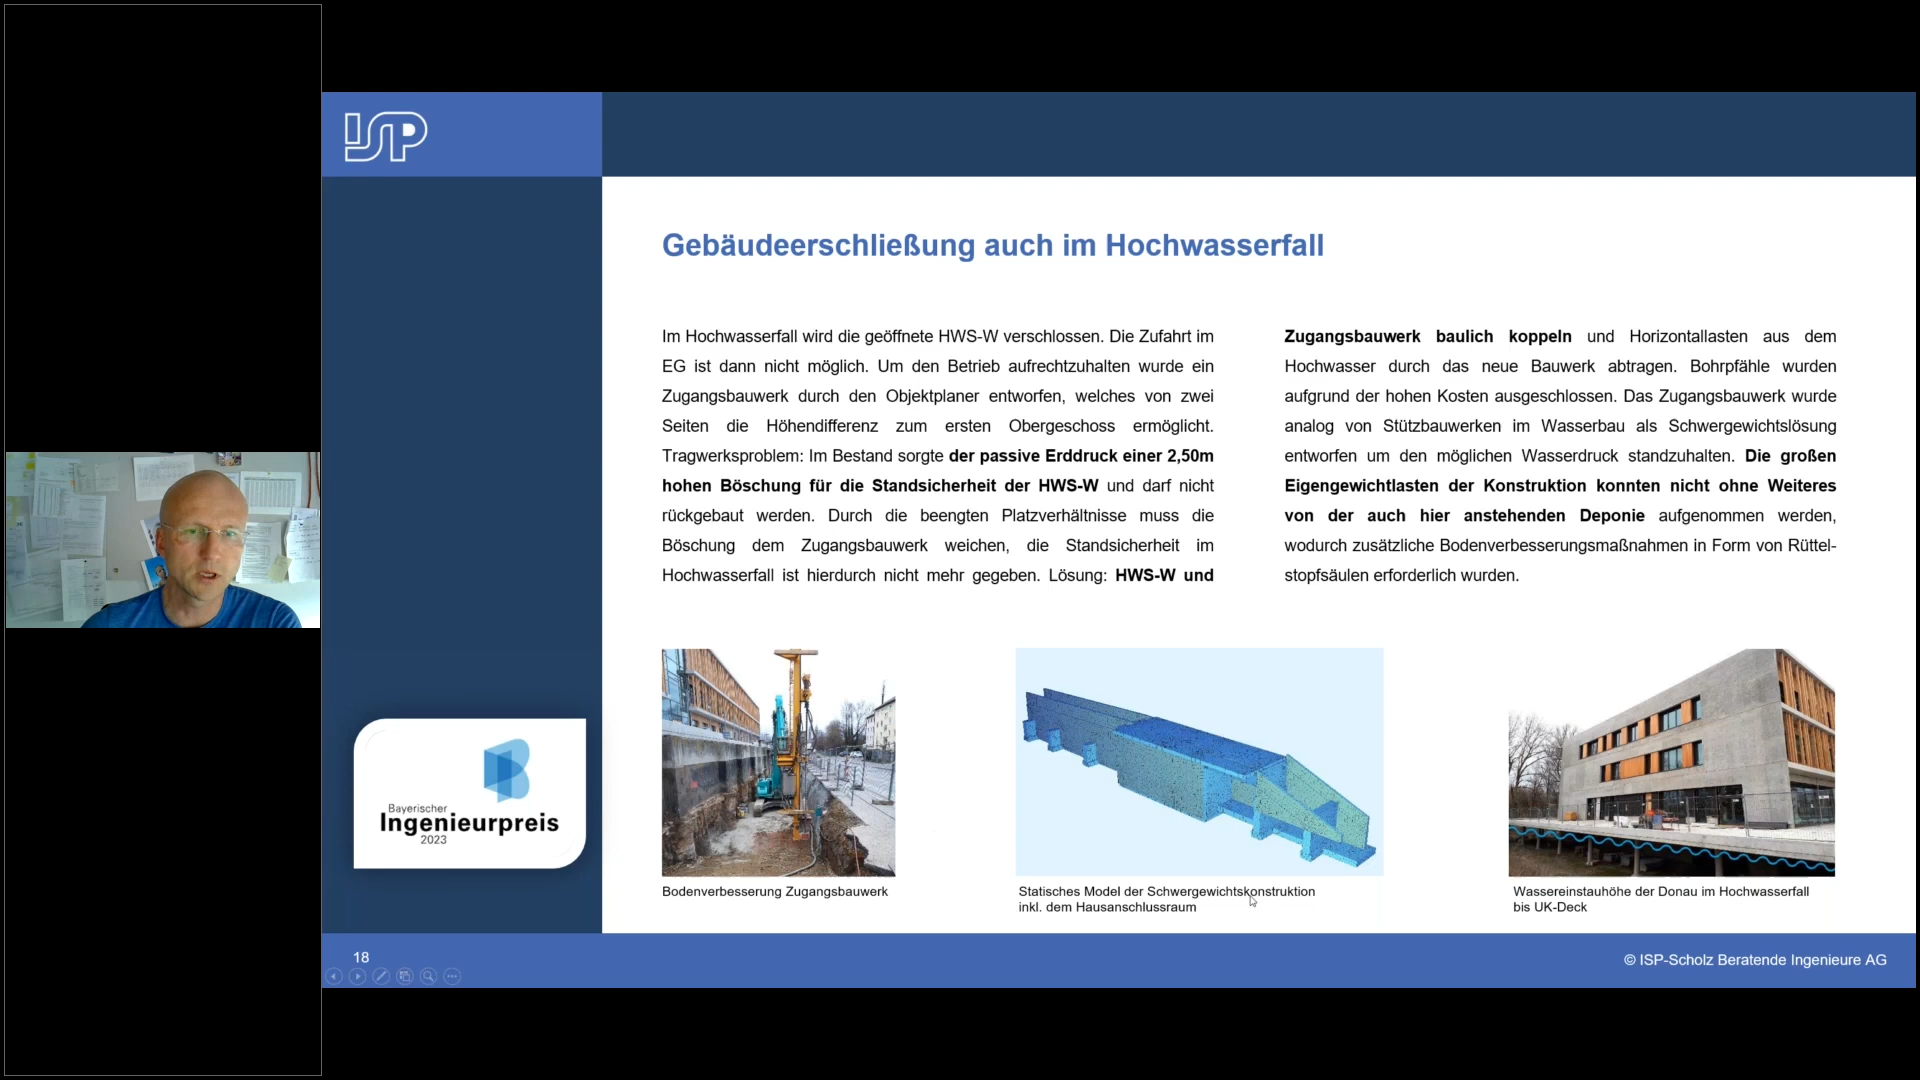 ISP
Gebäudeerschließung auch im Hochwasserfall
Im Hochwasserfall wird die geöffnete HWS-W verschlossen. Die Zufahrt im
EG ist dann nicht möglich. Um den Betrieb aufrechtzuhalten wurde ein
Zugangsbauwerk durch den Objektplaner entworfen, welches von zwei
Seiten die Höhendifferenz zum ersten Obergeschoss ermöglicht.
Tragwerksproblem: Im Bestand sorgte der passive Erddruck einer 2,50m
hohen Böschung für die Standsicherheit der HWS-W und darf nicht
rückgebaut werden. Durch die beengten Platzverhältnisse muss die
Böschung dem Zugangsbauwerk weichen, die Standsicherheit im
Hochwasserfall ist hierdurch nicht mehr gegeben. Lösung: HWS-W und
Zugangsbauwerk baulich koppeln und Horizontallasten aus dem
Hochwasser durch das neue Bauwerk abtragen. Bohrpfähle wurden
aufgrund der hohen Kosten ausgeschlossen. Das Zugangsbauwerk wurde
analog von Stützbauwerken im Wasserbau als Schwergewichtslösung
entworfen um den möglichen Wasserdruck standzuhalten. Die großen
Eigengewichtlasten der Konstruktion konnten nicht ohne Weiteres
von der auch hier anstehenden Deponie aufgenommen werden,
wodurch zusätzliche Bodenverbesserungsmaßnahmen in Form von Rüttel-
stopfsäulen erforderlich wurden.
Bodenverbesserung Zugangsbauwerk
Statisches Model der Schwergewichtskonstruktion
inkl. dem Hausanschlussraum
Wassereinstauhöhe der Donau im Hochwasserfall
bis UK-Deck
Bayerischer
Ingenieurpreis
2023
18
© ISP-Scholz Beratende Ingenieure AG